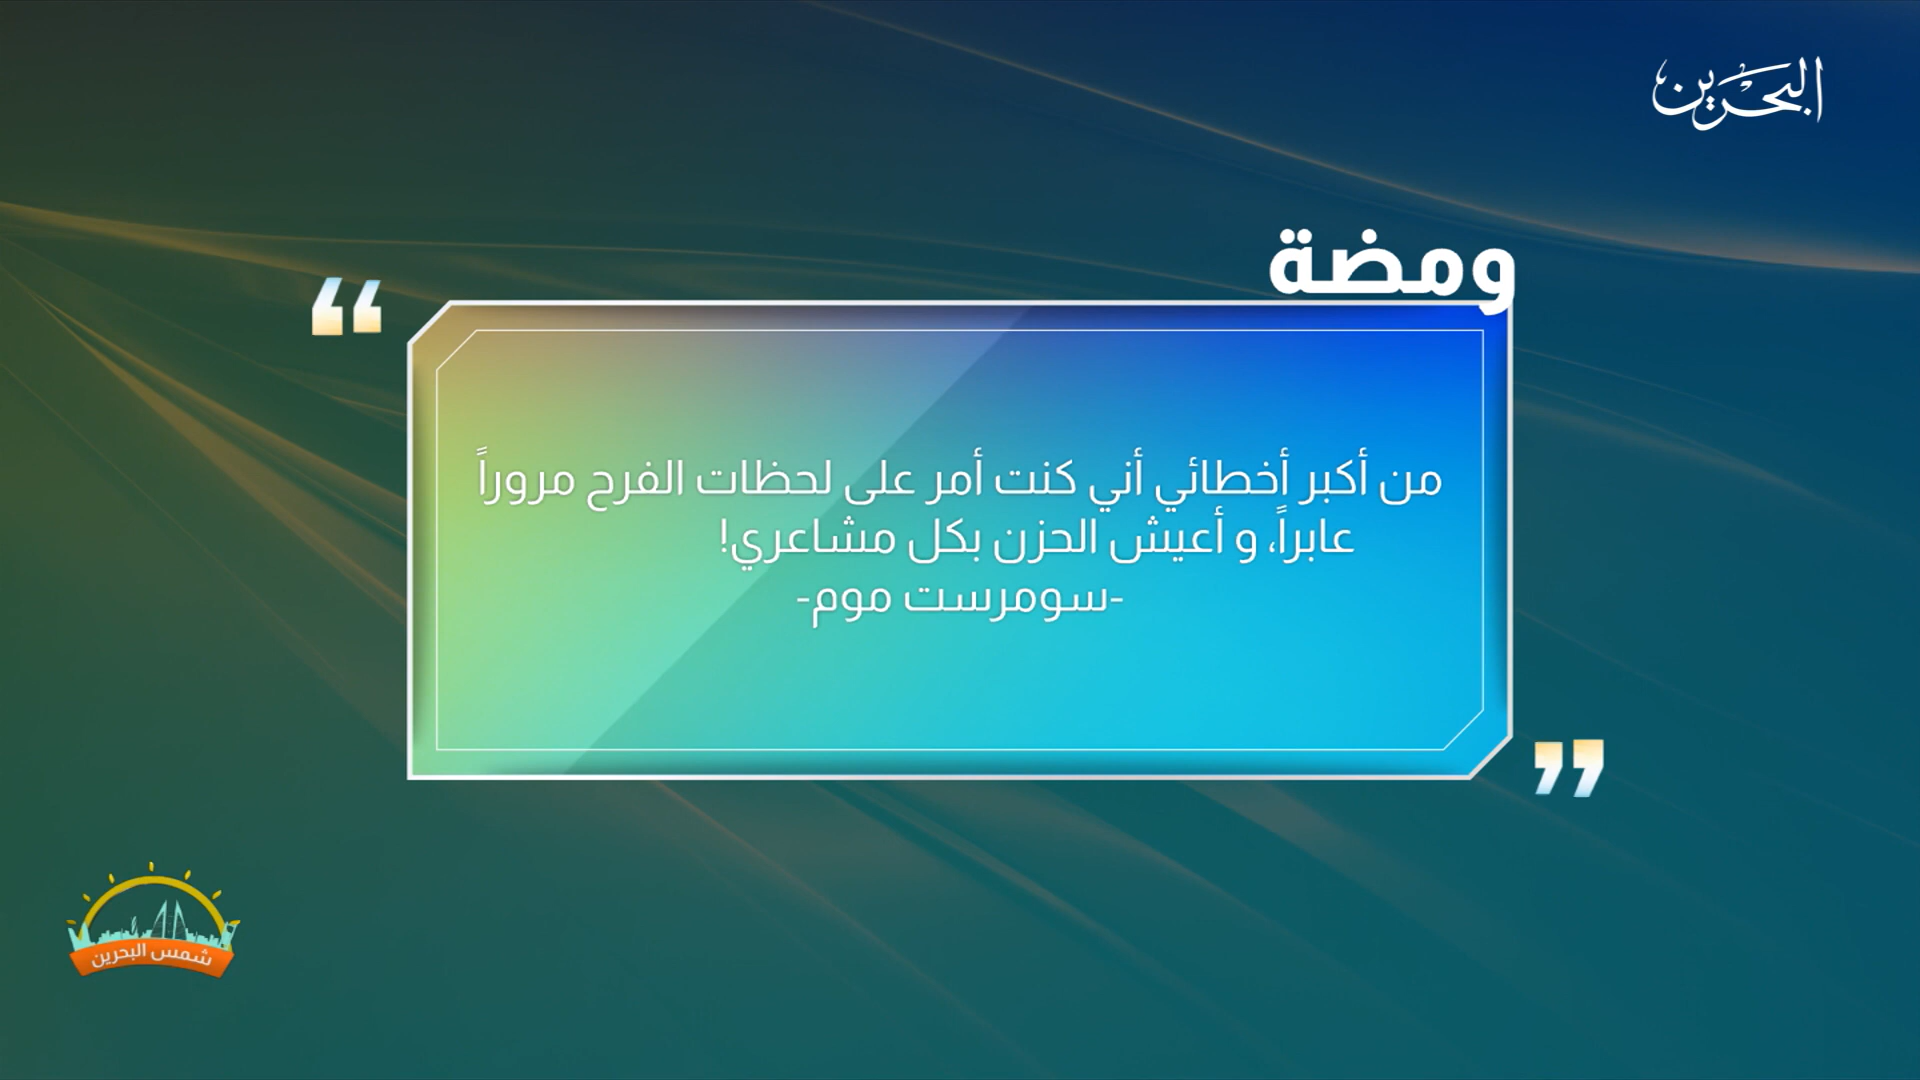 البحرين
ومضة
من أكبر أخطائي أني كنت أمر على لحظات الفرح مروراً
عابراً، و أعيش الحزن بكل مشاعري!
-سومرست موم-
شمس البحرين